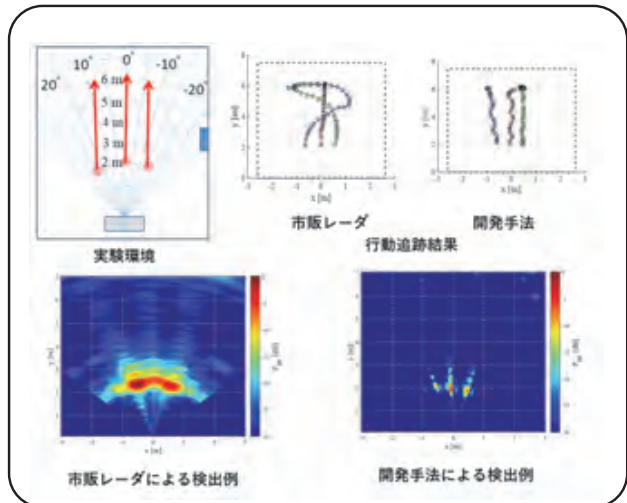 0°
10°
-10°
20°
-20°
6 m
5 m
4 m
3 m
2 m
実験環境
y [m]
x [m]
市販レーダ
y [m]
x [m]
開発手法
行動追跡結果
x [m]
市販レーダによる検出例
x [m]
開発手法による検出例